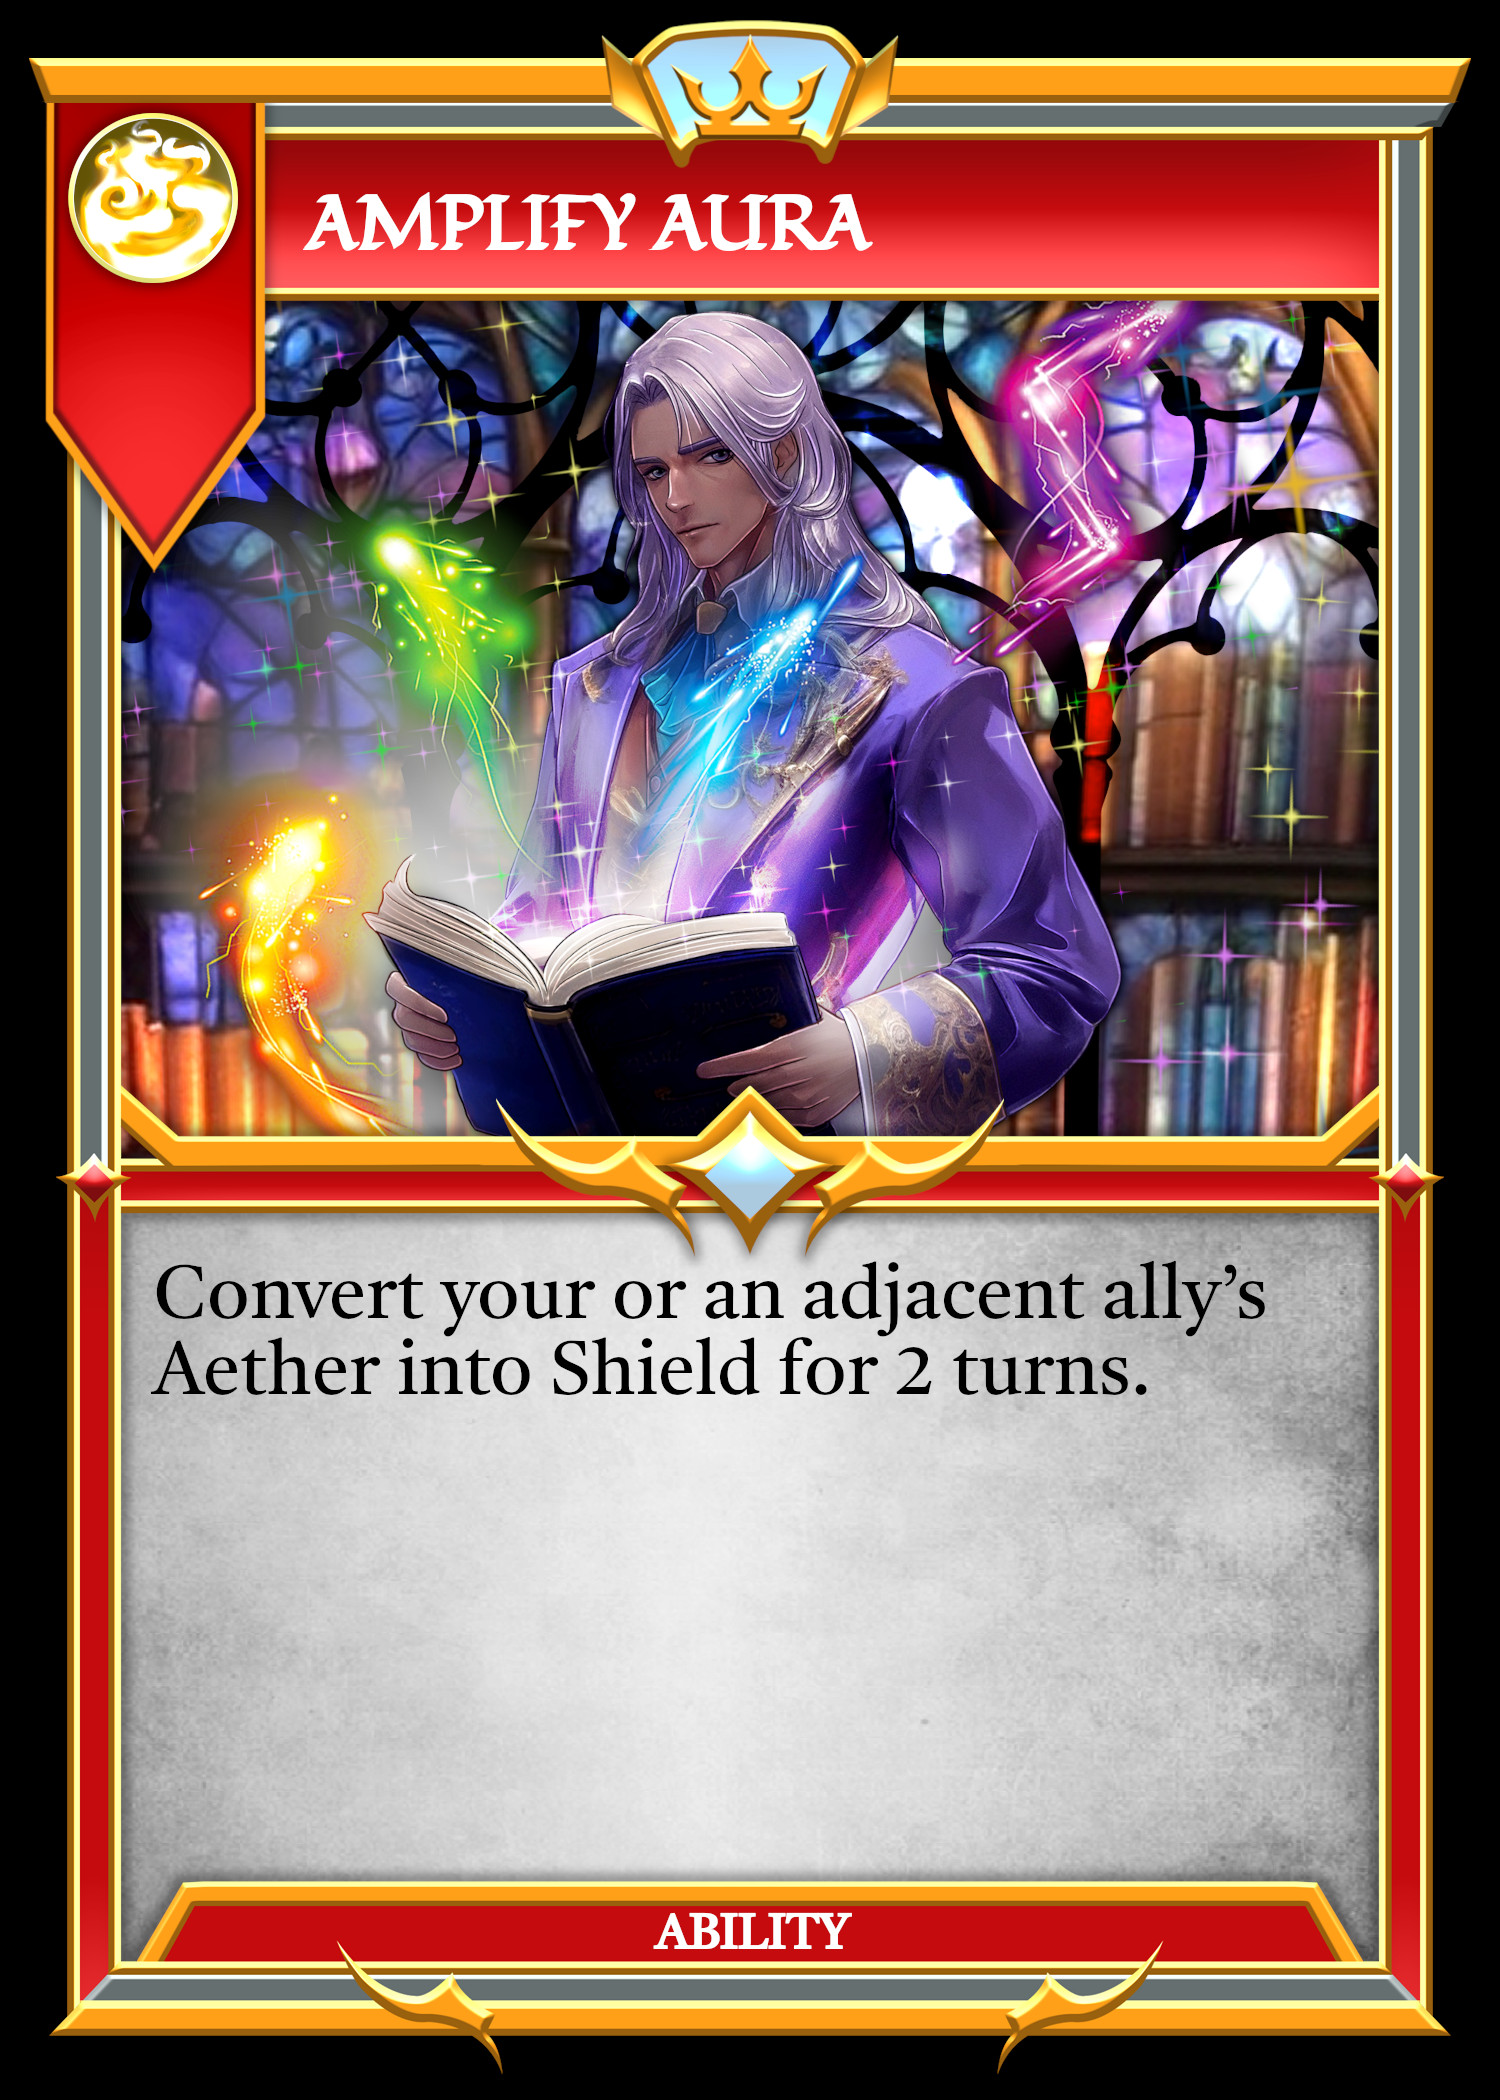 AMPLIFY AURA
Convert your or an adjacent ally’s
Aether into Shield for 2 turns.
ABILITY